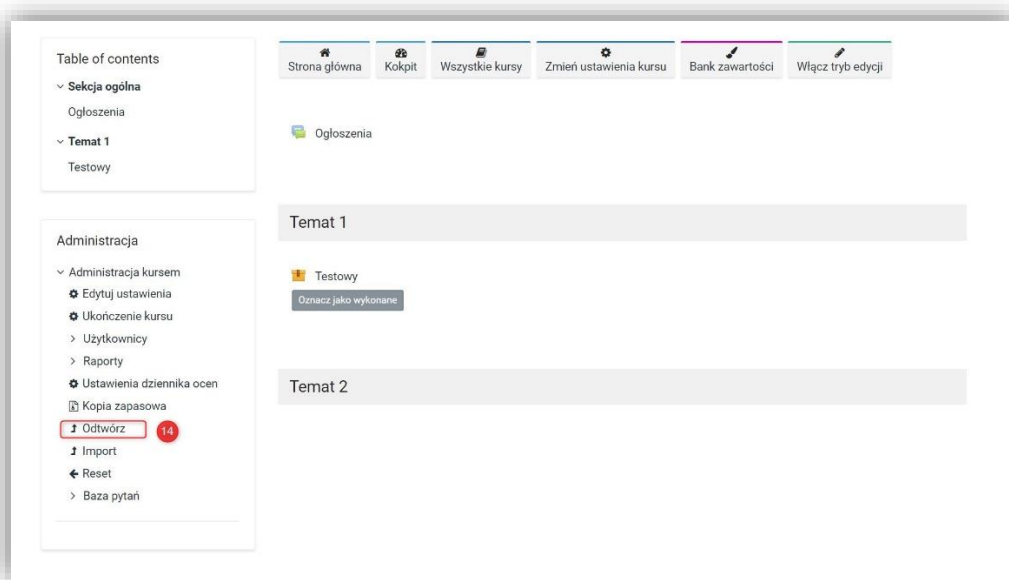 Table of contents
Sekcja ogólna
Ogłoszenia
Temat 1
Testowy
Administracja
Administracja kursem
Edytuj ustawienia
Ukończenie kursu
Użytkownicy
Raporty
Ustawienia dziennika ocen
Kopia zapasowa
Odtwórz 14
Import
Reset
Baza pytań
Strona główna Kokpit Wszystkie kursy Zmień ustawienia kursu Bank zawartości Włącz tryb edycji
Ogłoszenia
Temat 1
Testowy
Oznacz jako wykonane
Temat 2